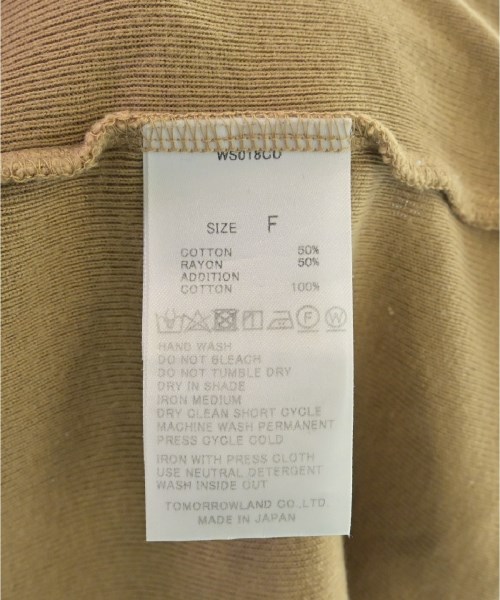 WS018CD
SIZE F
COTTON 50%
RAYON 50%
ADDITION
COTTON 100%
F W
HAND WASH
DO NOT BLEACH
DO NOT TUMBLE DRY
DRY IN SHADE
IRON MEDIUM
DRY CLEAN SHORT CYCLE
MACHINE WASH PERMANENT
PRESS CYCLE COLD
IRON WITH PRESS CLOTH
USE NEUTRAL DETERGENT
WASH INSIDE OUT
TOMORROWLAND CO.,LTD.
MADE IN JAPAN